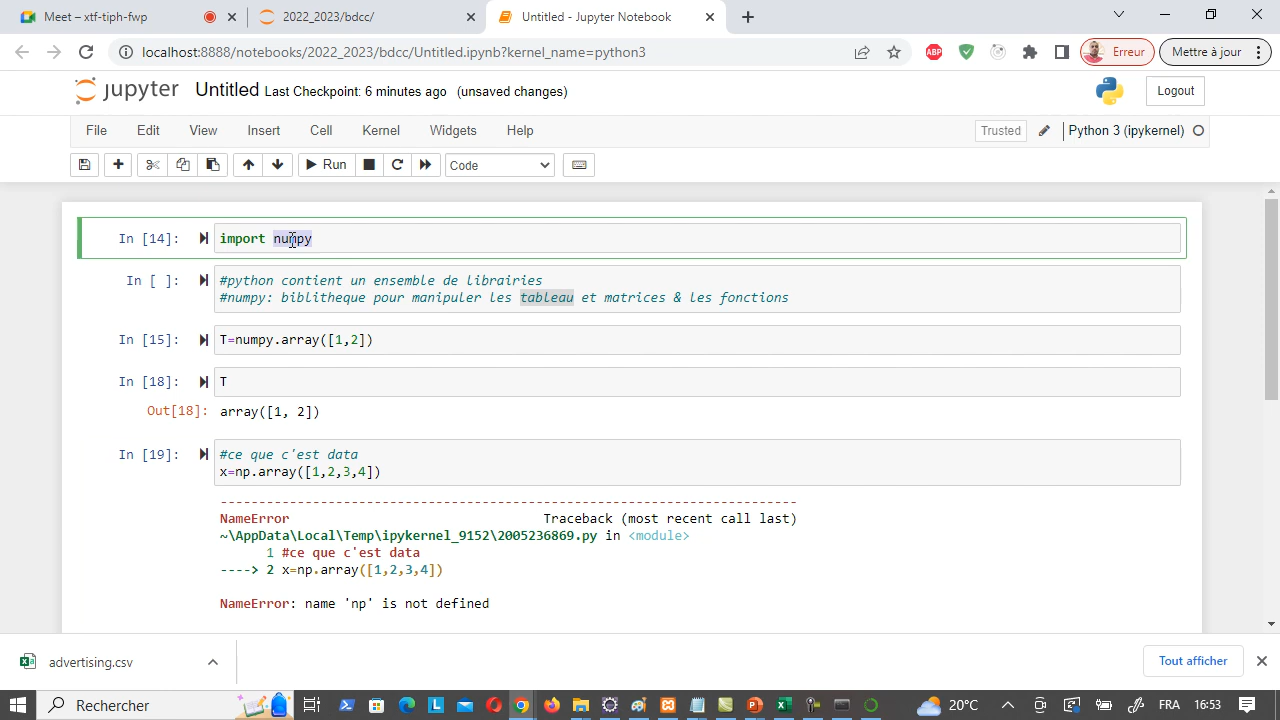 Meet – xtf-tiph-fwp
2022_2023/bdcc/
Untitled - Jupyter Notebook
localhost:8888/notebooks/2022_2023/bdcc/Untitled.ipynb?kernel_name=python3
ABP
Erreur
Mettre à jour
jupyter
Untitled Last Checkpoint: 6 minutes ago (unsaved changes)
Logout
File Edit View Insert Cell Kernel Widgets Help
Trusted
Python 3 (ipykernel)
Run
Code
In [14]:
import numpy
In [ ]:
#python contient un ensemble de librairies
#numpy: biblitheque pour manipuler les tableau et matrices & les fonctions
In [15]:
T=numpy.array([1,2])
In [18]:
T
Out[18]:
array([1, 2])
In [19]:
#ce que c'est data
x=np.array([1,2,3,4])
---------------------------------------------------------------------------
NameError Traceback (most recent call last)
~\AppData\Local\Temp\ipykernel_9152\2005236869.py in <module>
1 #ce que c'est data
----> 2 x=np.array([1,2,3,4])
NameError: name 'np' is not defined
advertising.csv
Tout afficher
Rechercher
20°C
FRA
16:53